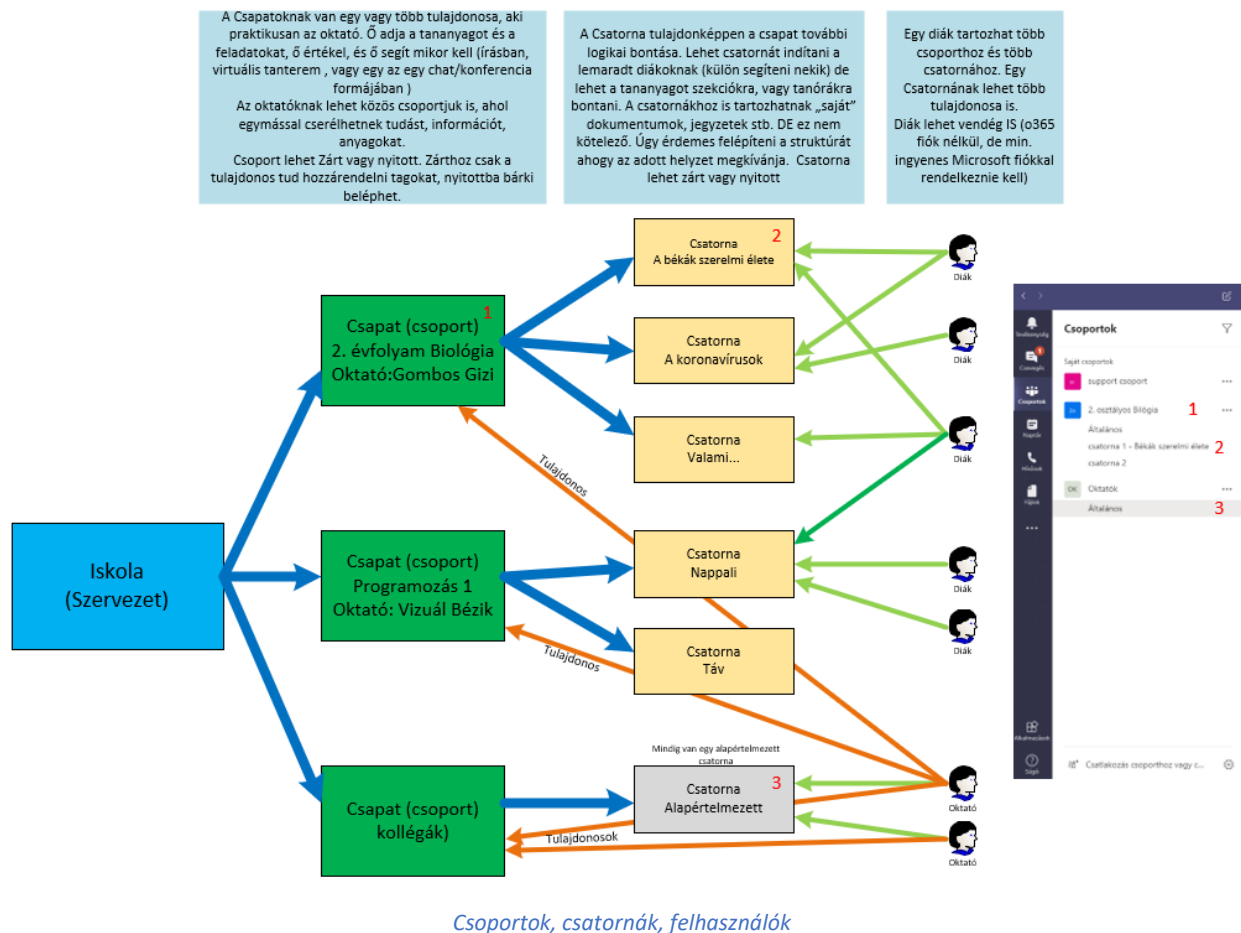 A Csapatoknak van egy vagy több tulajdonosa, aki
praktikusan az oktató. Ő adja a tananyagot és a
feladatokat, ő értékel, és ő segít mikor kell (írásban,
virtuális tanterem , vagy egy az egy chat/konferencia
formájában )
Az oktatóknak lehet közös csoportjuk is, ahol
egymással cserélhetnek tudást, információt,
anyagokat.
Csoport lehet Zárt vagy nyitott. Zárthoz csak a
tulajdonos tud hozzárendelni tagokat, nyitottba bárki
beléphet.
A Csatorna tulajdonképpen a csapat további
logikai bontása. Lehet csatornát indítani a
lemaradt diákoknak (külön segíteni nekik) de
lehet a tananyagot szekciókra, vagy tanórákra
bontani. A csatornákhoz is tartozhatnak „saját”
dokumentumok, jegyzetek stb. DE ez nem
kötelező. Úgy érdemes felépíteni a struktúrát
ahogy az adott helyzet megkívánja. Csatorna
lehet zárt vagy nyitott
Egy diák tartozhat több
csoporthoz és több
csatornához. Egy
Csatornának lehet több
tulajdonosa is.
Diák lehet vendég IS (o365
fiók nélkül, de min.
ingyenes Microsoft fiókkal
rendelkeznie kell)
Iskola
(Szervezet)
1
Csapat (csoport)
2. évfolyam Biológia
Oktató:Gombos Gizi
Csapat (csoport)
Programozás 1
Oktató: Vizuál Bézik
Csapat (csoport)
kollégák)
Tulajdonos
Tulajdonos
Tulajdonosok
2
Csatorna
A békák szerelmi élete
Csatorna
A koronavírusok
Csatorna
Valami...
Csatorna
Nappali
Csatorna
Táv
Mindig van egy alapértelmezett
csatorna
3
Csatorna
Alapértelmezett
Diák
Diák
Diák
Diák
Diák
Oktató
Oktató
Csoportok
Saját csoportok
support csoport
2. osztályos Bilógia 1
Általános
csatorna 1 - Békák szerelmi élete 2
csatorna 2
OK Oktatók
Általános 3
Csevegés
1
Csoportok
Naptár
Hívások
Fájlok
Alkalmazások
Súgó
Csatlakozás csoporthoz vagy c...
Csoportok, csatornák, felhasználók